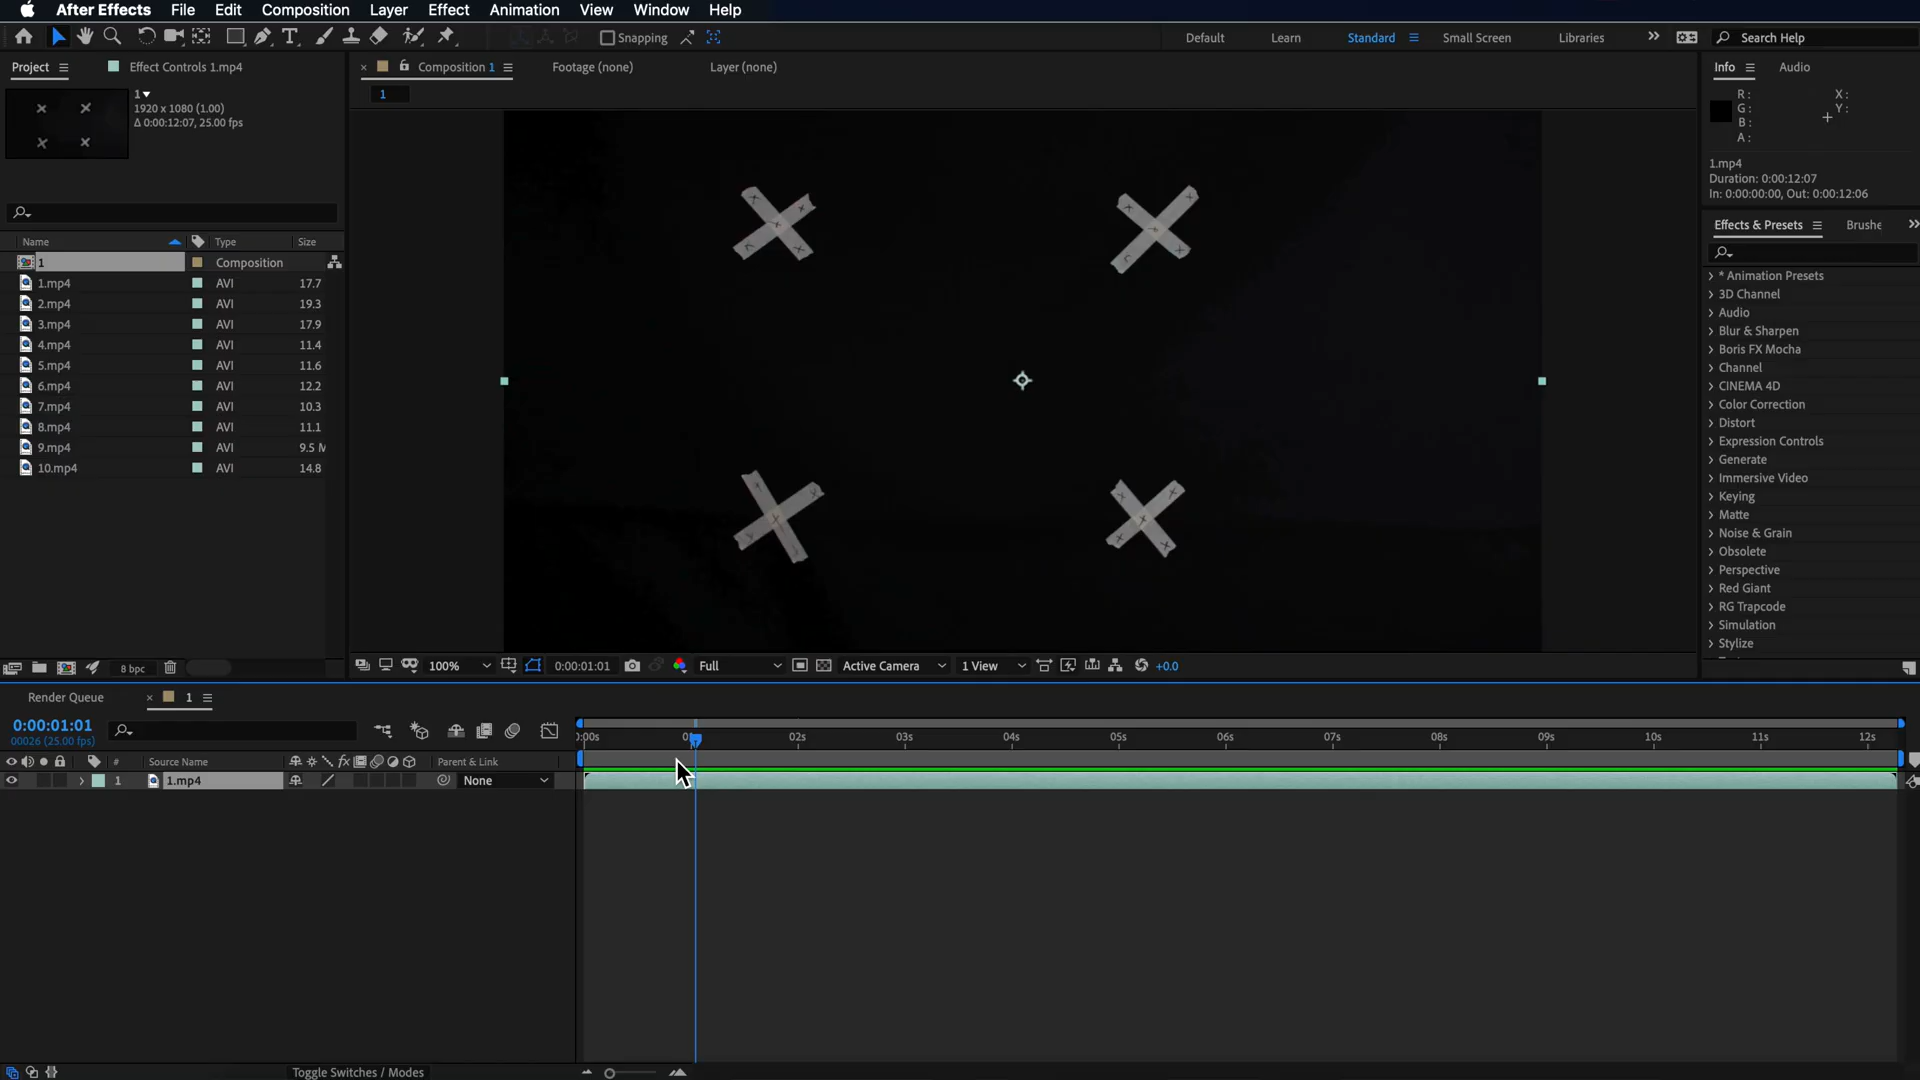 After Effects File Edit Composition Layer Effect Animation View Window Help
Snapping Default Learn Standard Small Screen Libraries Search Help
Project Effect Controls 1.mp4
1
1920 x 1080 (1.00)
Δ 0:00:12:07, 25.00 fps
Name Type Size
1 Composition
1.mp4 AVI 17.7
2.mp4 AVI 19.3
3.mp4 AVI 17.9
4.mp4 AVI 11.4
5.mp4 AVI 11.6
6.mp4 AVI 12.2
7.mp4 AVI 10.3
8.mp4 AVI 11.1
9.mp4 AVI 9.5 M
10.mp4 AVI 14.8
8 bpc
Composition 1 Footage (none) Layer (none)
1
100% 0:00:01:01 Full Active Camera 1 View +0.0
Info Audio
R : X :
G : Y :
B :
A :
1.mp4
Duration: 0:00:12:07
In: 0:00:00:00, Out: 0:00:12:06
Effects & Presets Brushe
* Animation Presets
3D Channel
Audio
Blur & Sharpen
Boris FX Mocha
Channel
CINEMA 4D
Color Correction
Distort
Expression Controls
Generate
Immersive Video
Keying
Matte
Noise & Grain
Obsolete
Perspective
Red Giant
RG Trapcode
Simulation
Stylize
Render Queue 1
0:00:01:01
00026 (25.00 fps)
# Source Name Parent & Link
1 1.mp4 None
:00s 02s 03s 04s 05s 06s 07s 08s 09s 10s 11s 12s
Toggle Switches / Modes